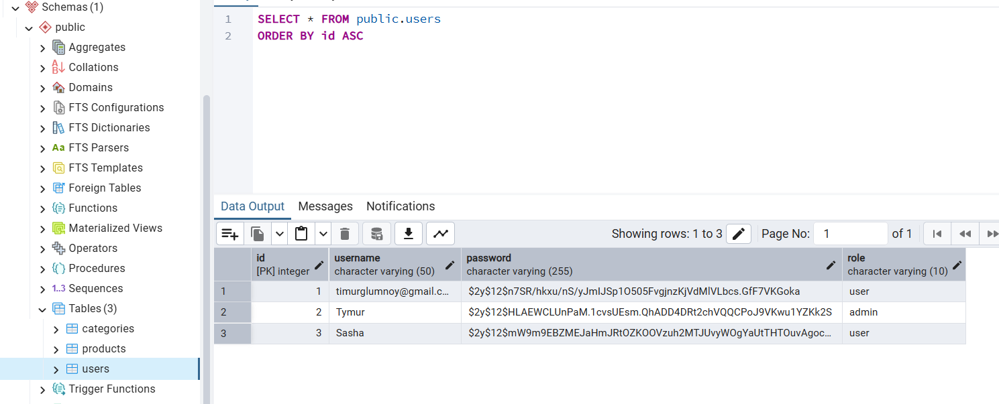 Schemas (1)
public
Aggregates
Collations
Domains
FTS Configurations
FTS Dictionaries
Aa FTS Parsers
FTS Templates
Foreign Tables
Functions
Materialized Views
Operators
Procedures
1..3 Sequences
Tables (3)
categories
products
users
Trigger Functions
1 SELECT * FROM public.users
2 ORDER BY id ASC
Data Output Messages Notifications
Showing rows: 1 to 3 Page No: 1 of 1
id username password role
[PK] integer character varying (50) character varying (255) character varying (10)
1 1 timurglumnoy@gmail.c... $2y$12$n7SR/hkxu/nS/yJmIJSp1O505FvgjnzKjVdMlVLbcs.GfF7VKGoka user
2 2 Tymur $2y$12$HLAEWCLUnPaM.1cvsUEsm.QhADD4DRt2chVQQCPoJ9VKwu1YZKk2S admin
3 3 Sasha $2y$12$mW9m9EBZMEJaHmJRtOZKOOVzuh2MTJUvyWOgYaUtTHTOuvAgoc... user